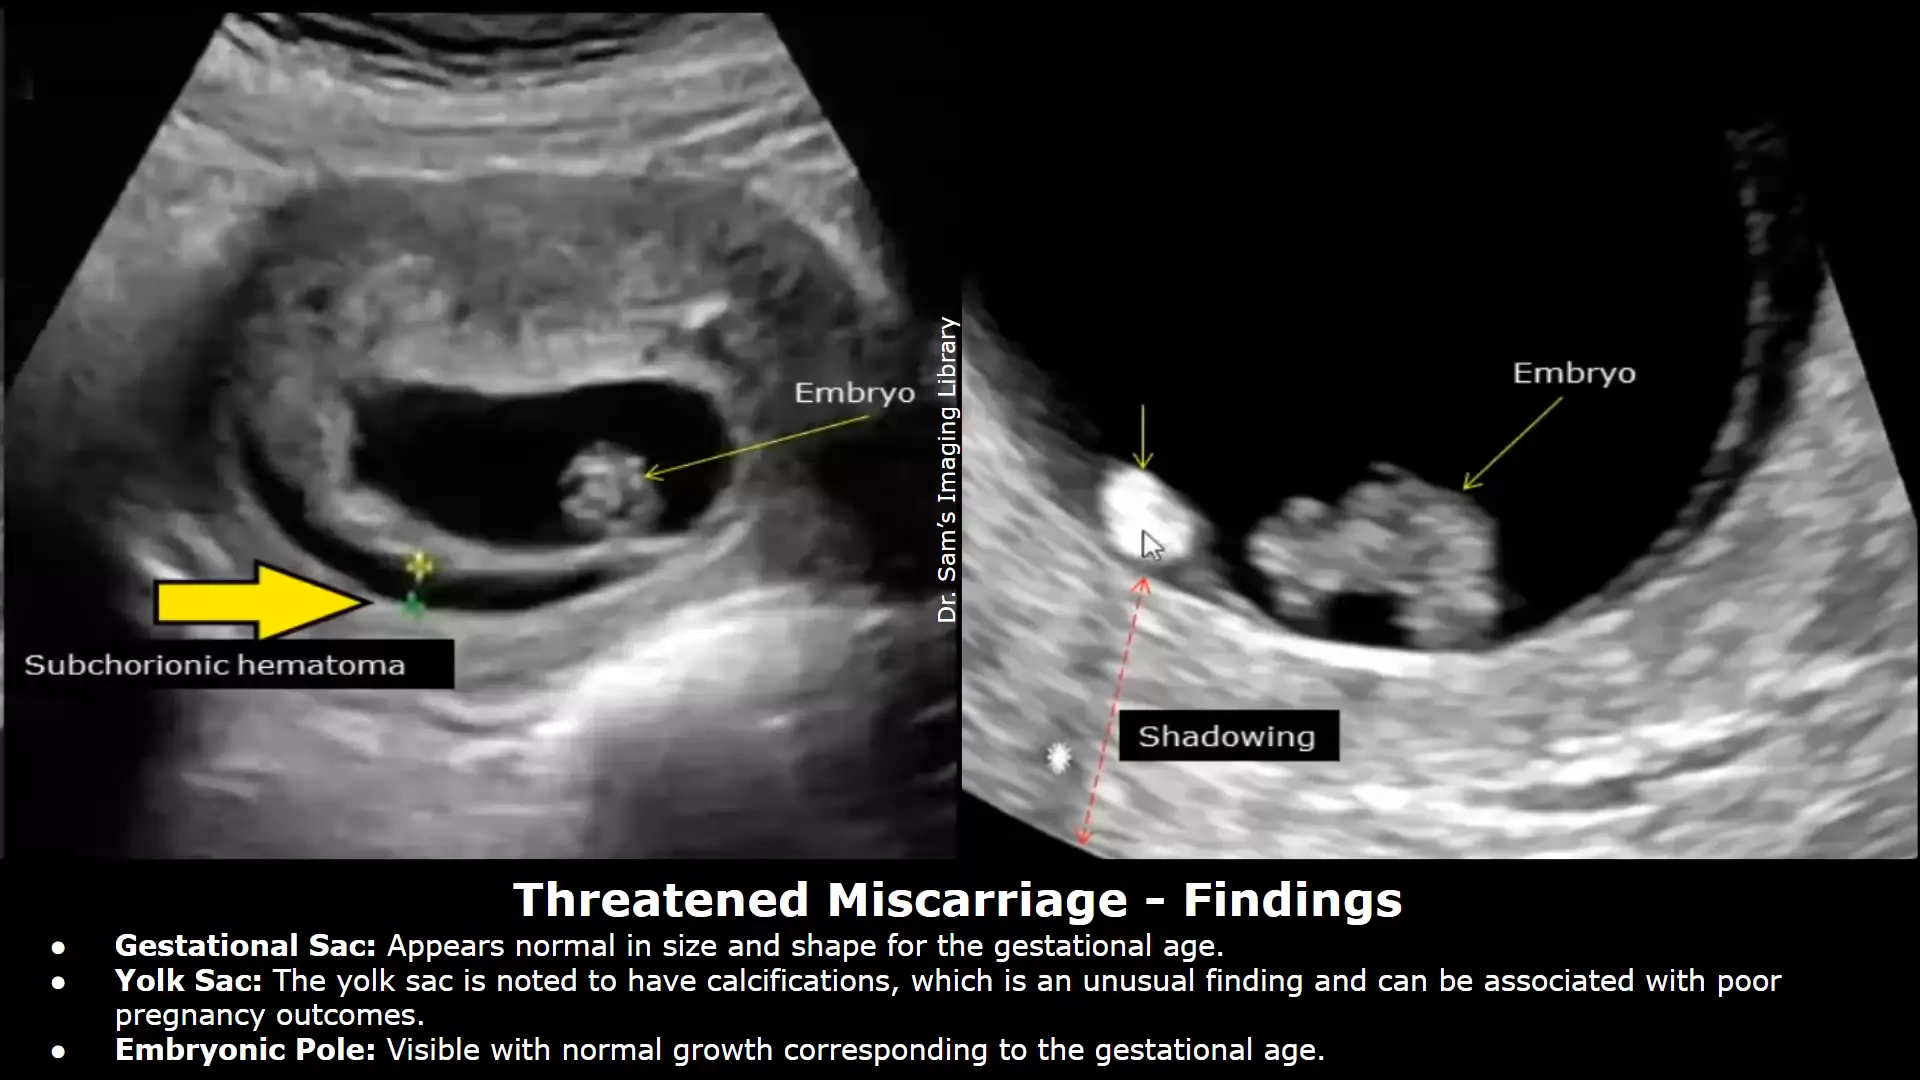 Embryo
Subchorionic hematoma
Dr. Sam's Imaging Library
Embryo
Shadowing
Threatened Miscarriage – Findings
• Gestational Sac: Appears normal in size and shape for the gestational age.
• Yolk Sac: The yolk sac is noted to have calcifications, which is an unusual finding and can be associated with poor
pregnancy outcomes.
• Embryonic Pole: Visible with normal growth corresponding to the gestational age.